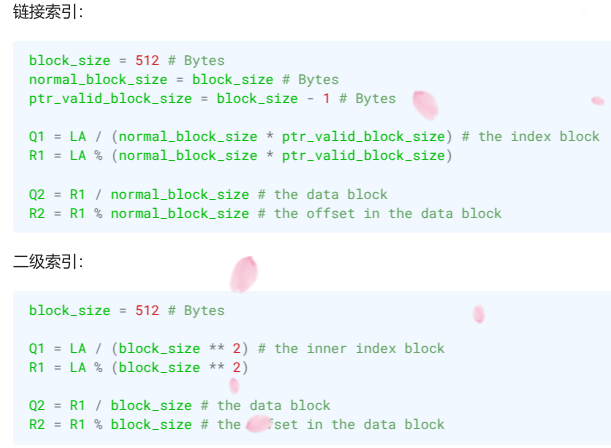 链接索引:
block_size = 512 # Bytes
normal_block_size = block_size # Bytes
ptr_valid_block_size = block_size - 1 # Bytes
Q1 = LA / (normal_block_size * ptr_valid_block_size) # the index block
R1 = LA % (normal_block_size * ptr_valid_block_size)
Q2 = R1 / normal_block_size # the data block
R2 = R1 % normal_block_size # the offset in the data block
二级索引:
block_size = 512 # Bytes
Q1 = LA / (block_size ** 2) # the inner index block
R1 = LA % (block_size ** 2)
Q2 = R1 / block_size # the data block
R2 = R1 % block_size # the set in the data block